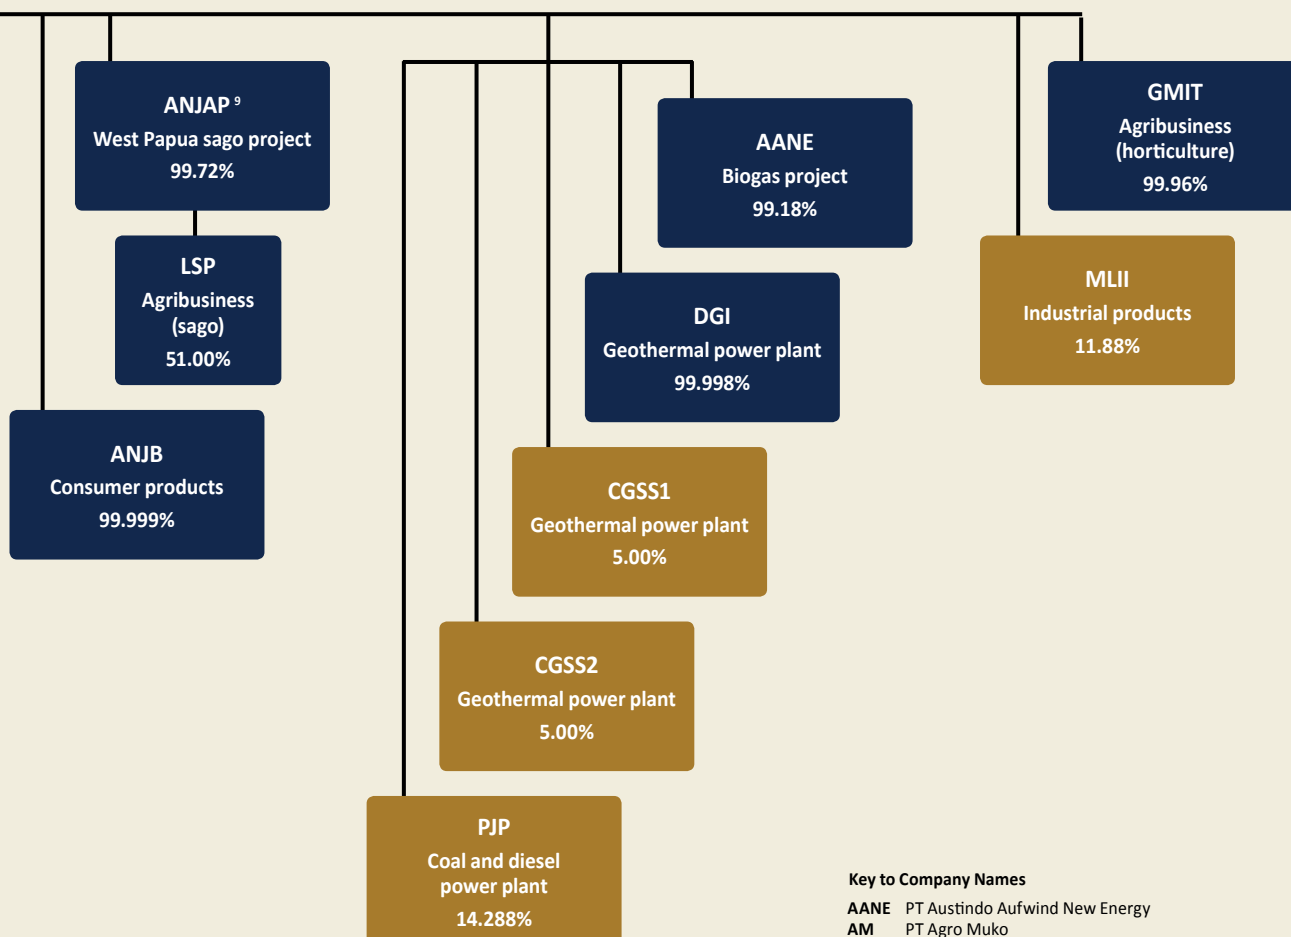 ANJAP 9
West Papua sago project
99.72%
LSP
Agribusiness
(sago)
51.00%
ANJB
Consumer products
99.999%
AANE
Biogas project
99.18%
DGI
Geothermal power plant
99.998%
CGSS1
Geothermal power plant
5.00%
CGSS2
Geothermal power plant
5.00%
PJP
Coal and diesel
power plant
14.288%
GMIT
Agribusiness
(horticulture)
99.96%
MLII
Industrial products
11.88%
Key to Company Names
AANE PT Austindo Aufwind New Energy
AM PT Agro Muko